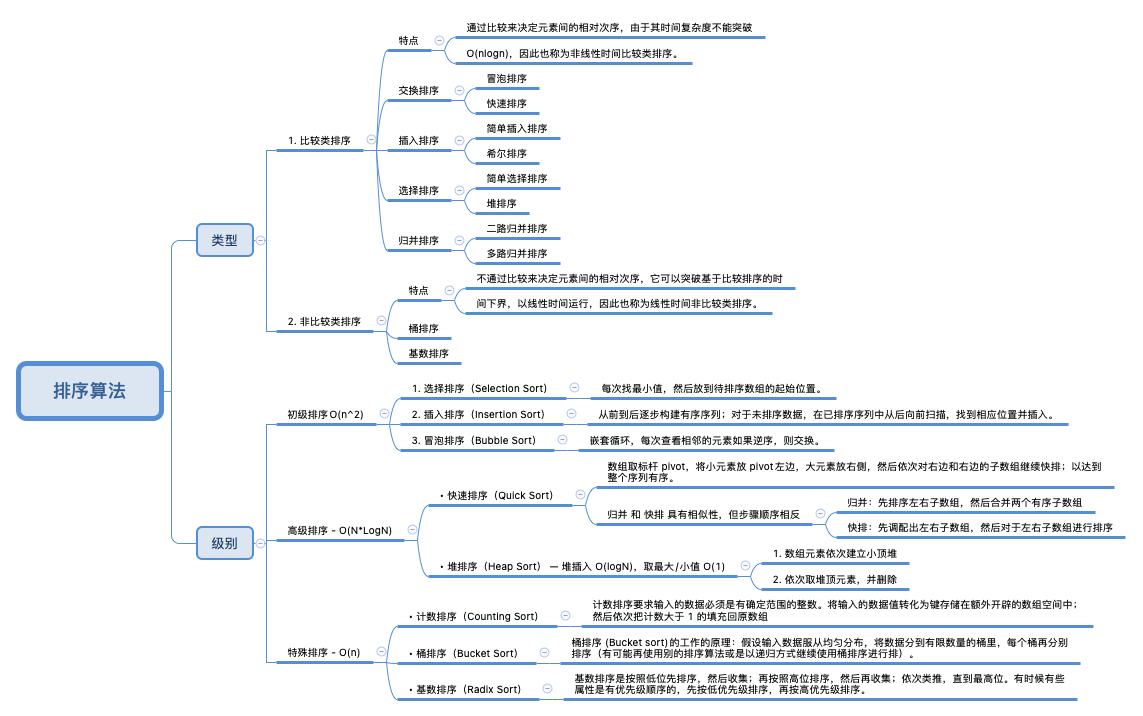 排序算法
类型
1. 比较类排序
特点
通过比较来决定元素间的相对次序，由于其时间复杂度不能突破
O(nlogn)，因此也称为非线性时间比较类排序。
交换排序
冒泡排序
快速排序
插入排序
简单插入排序
希尔排序
选择排序
简单选择排序
堆排序
归并排序
二路归并排序
多路归并排序
2. 非比较类排序
特点
不通过比较来决定元素间的相对次序，它可以突破基于比较排序的时
间下界，以线性时间运行，因此也称为线性时间非比较类排序。
桶排序
基数排序
级别
初级排序 O(n^2)
1. 选择排序（Selection Sort）
每次找最小值，然后放到待排序数组的起始位置。
2. 插入排序（Insertion Sort）
从前到后逐步构建有序序列；对于未排序数据，在已排序序列中从后向前扫描，找到相应位置并插入。
3. 冒泡排序（Bubble Sort）
嵌套循环，每次查看相邻的元素如果逆序，则交换。
高级排序 - O(N*LogN)
• 快速排序（Quick Sort）
数组取标杆 pivot，将小元素放 pivot左边，大元素放右侧，然后依次对右边和右边的子数组继续快排；以达到
整个序列有序。
归并 和 快排 具有相似性，但步骤顺序相反
归并：先排序左右子数组，然后合并两个有序子数组
快排：先调配出左右子数组，然后对于左右子数组进行排序
• 堆排序（Heap Sort） — 堆插入 O(logN)，取最大/小值 O(1)
1. 数组元素依次建立小顶堆
2. 依次取堆顶元素，并删除
特殊排序 - O(n)
• 计数排序（Counting Sort）
计数排序要求输入的数据必须是有确定范围的整数。将输入的数据值转化为键存储在额外开辟的数组空间中；
然后依次把计数大于 1 的填充回原数组
• 桶排序（Bucket Sort）
桶排序 (Bucket sort)的工作的原理：假设输入数据服从均匀分布，将数据分到有限数量的桶里，每个桶再分别
排序（有可能再使用别的排序算法或是以递归方式继续使用桶排序进行排）。
• 基数排序（Radix Sort）
基数排序是按照低位先排序，然后收集；再按照高位排序，然后再收集；依次类推，直到最高位。有时候有些
属性是有优先级顺序的，先按低优先级排序，再按高优先级排序。